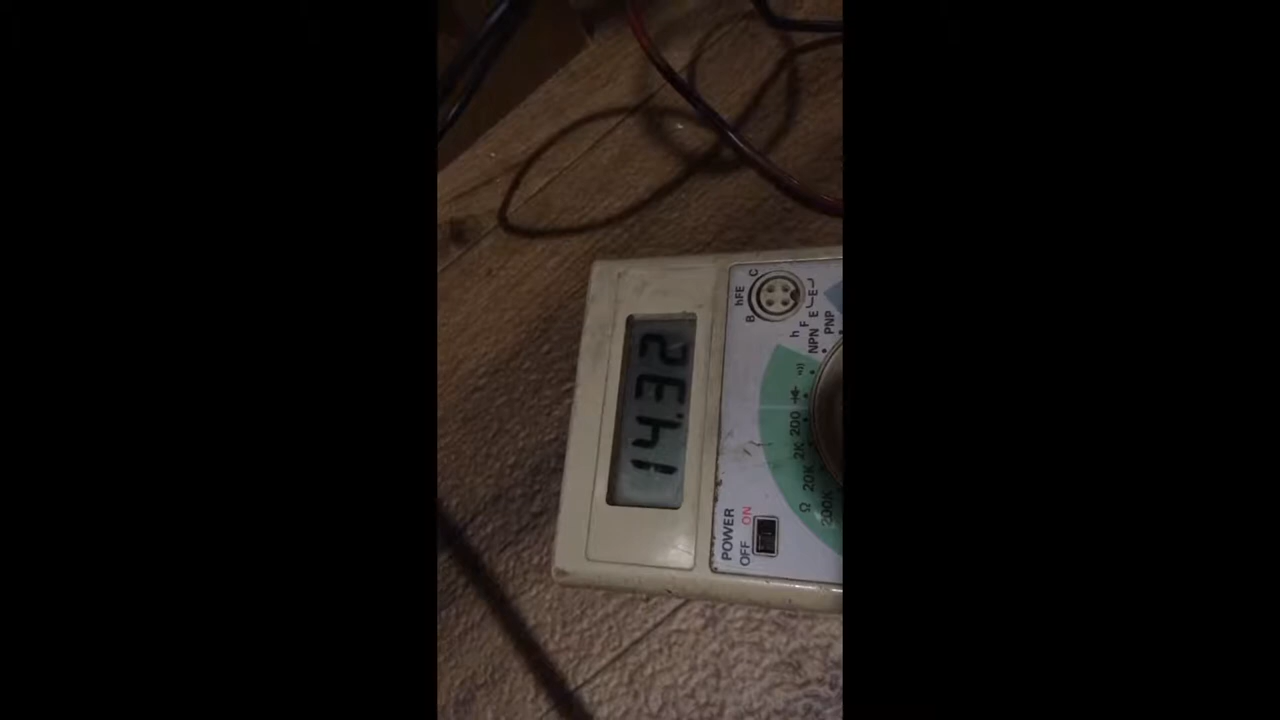 14.32
POWER
OFF ON
hFE
B
C
E
E
h F E
NPN
PNP
200
2K
20K
200K
Ω